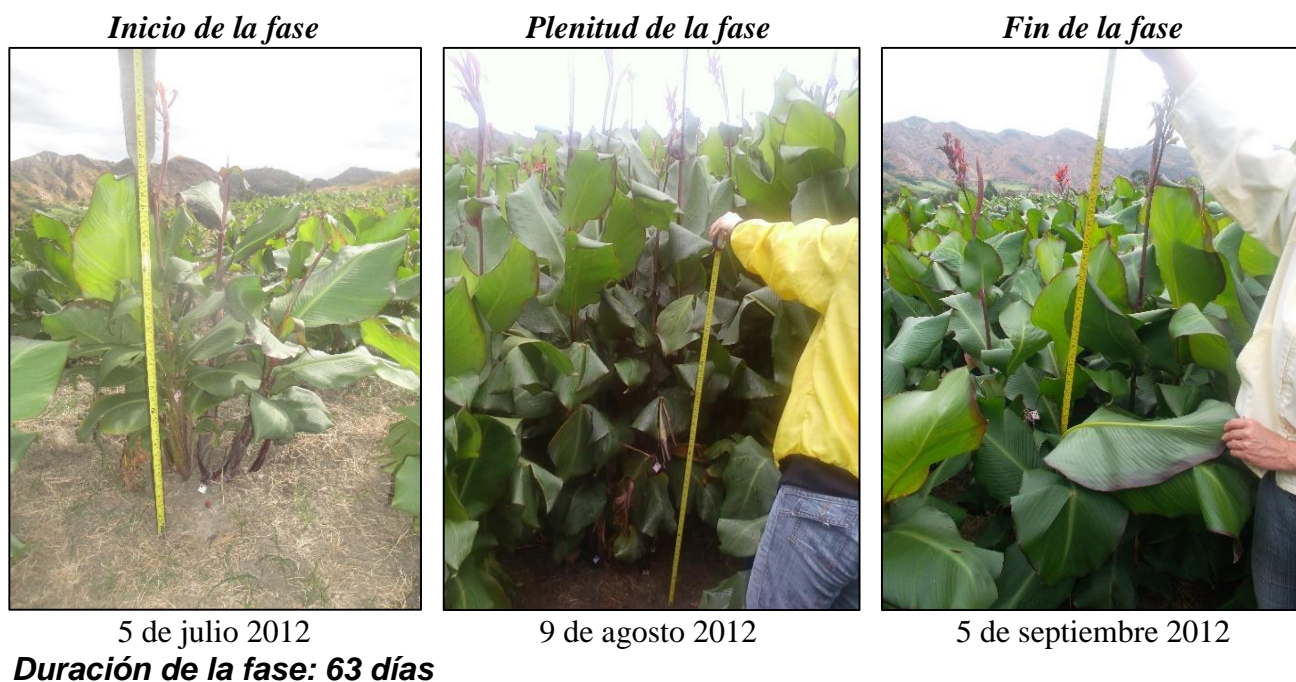 Inicio de la fase
Plenitud de la fase
Fin de la fase
5 de julio 2012
9 de agosto 2012
5 de septiembre 2012
Duración de la fase: 63 días